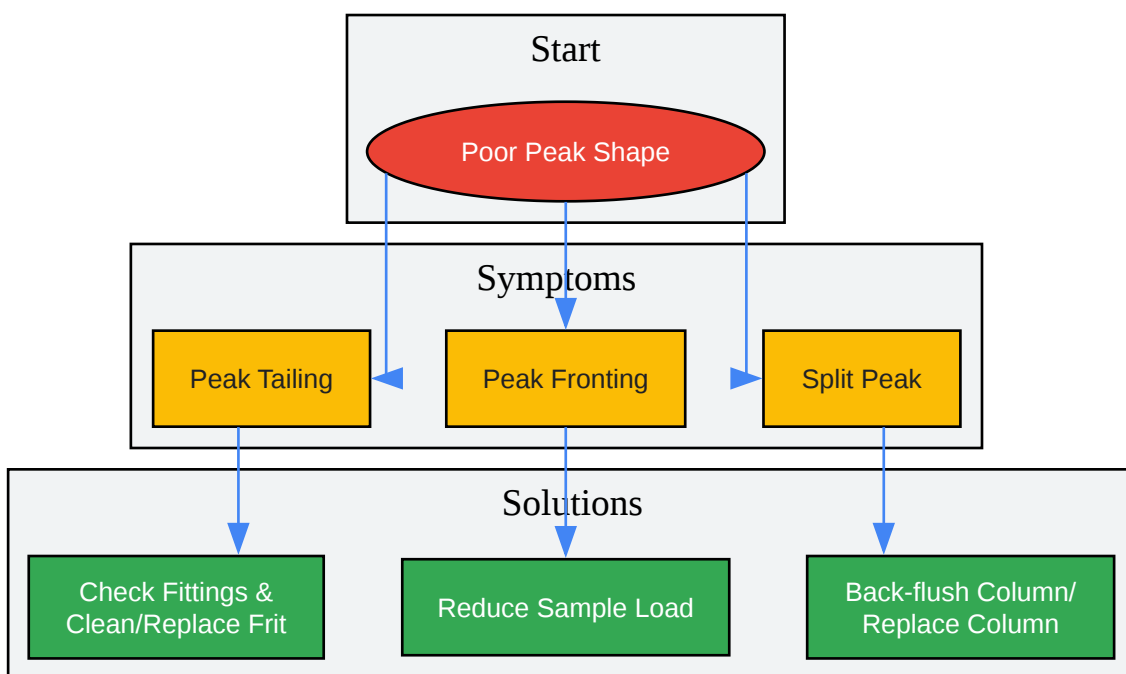 Start
Poor Peak Shape
Symptoms
Peak Tailing
Peak Fronting
Split Peak
Solutions
Check Fittings &
Clean/Replace Frit
Reduce Sample Load
Back-flush Column/
Replace Column